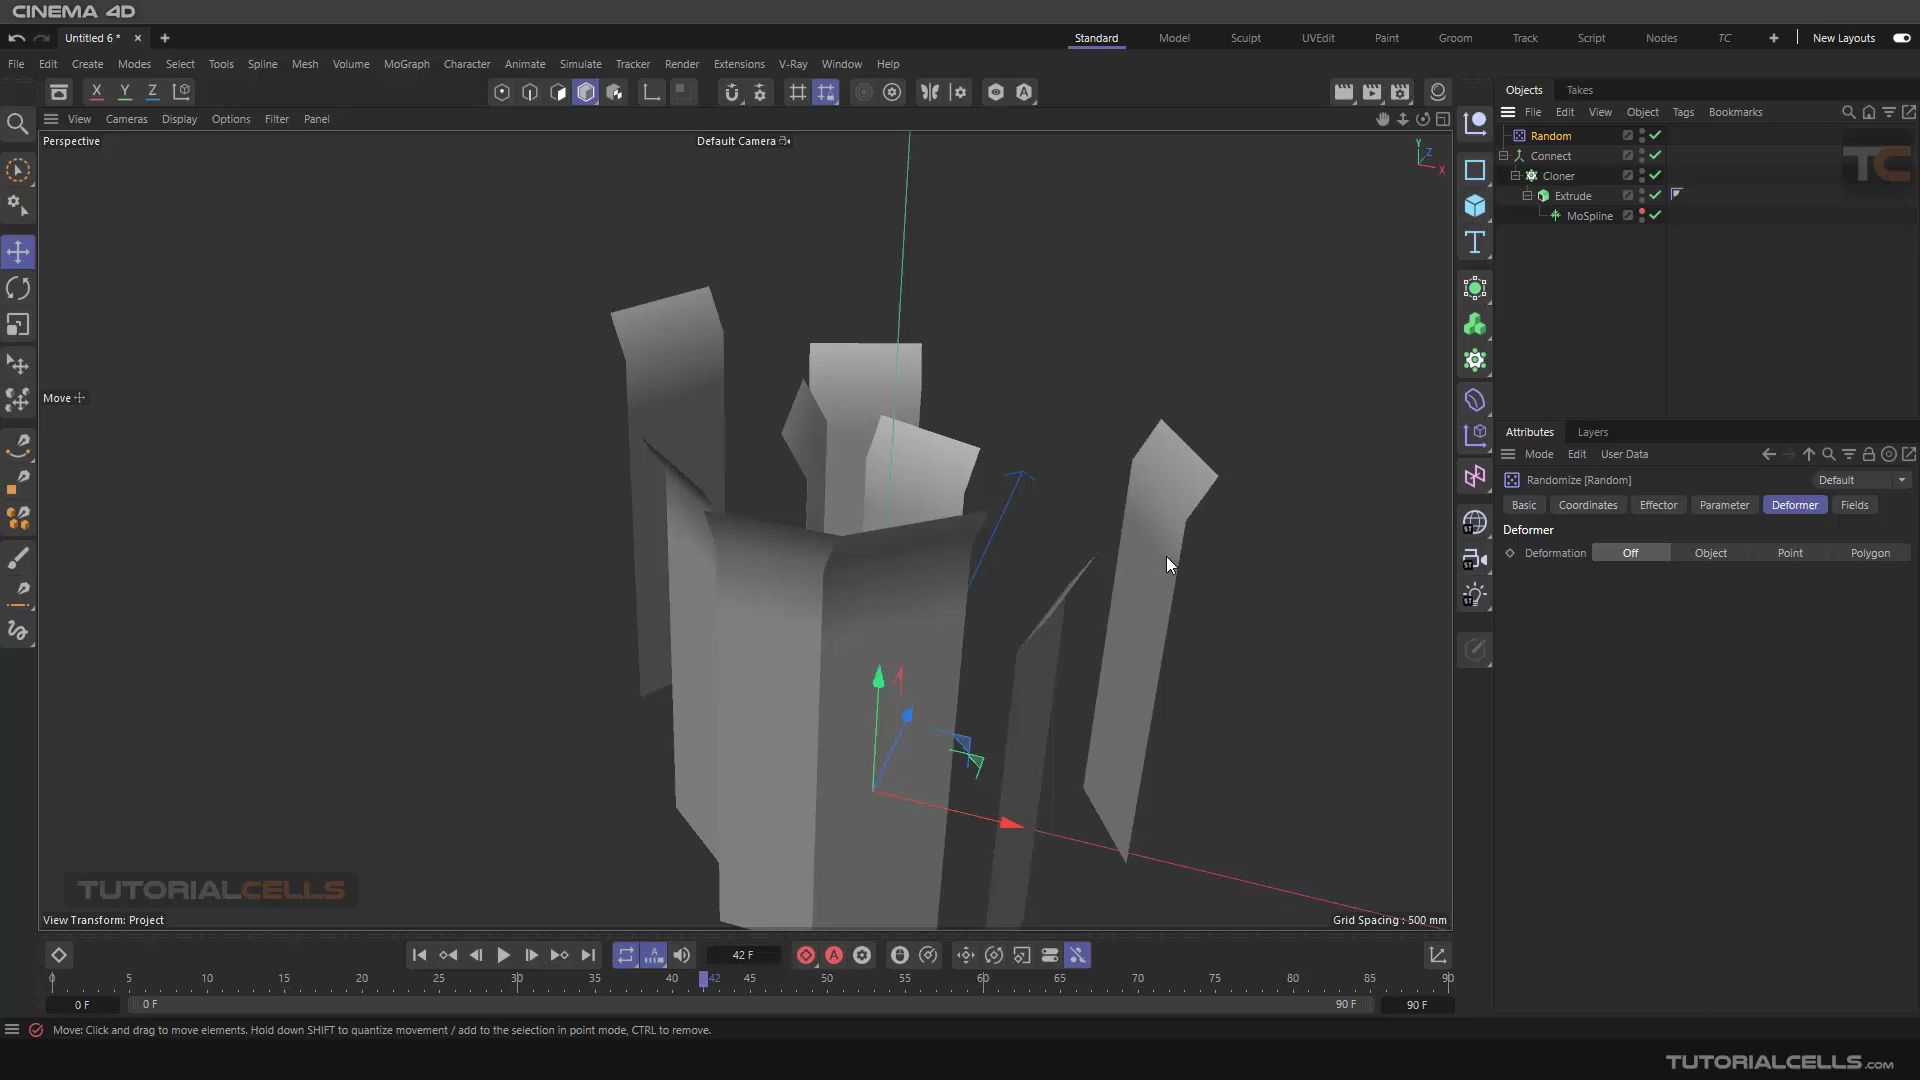 CINEMA 4D
Untitled 6 *
Standard
Model
Sculpt
UVEdit
Paint
Groom
Track
Script
Nodes
TC
New Layouts
File Edit Create Modes Select Tools Spline Mesh Volume MoGraph Character Animate Simulate Tracker Render Extensions V-Ray Window Help
X Y Z
View Cameras Display Options Filter Panel
Perspective
Default Camera
Y
Z
X
Move
TUTORIALCELLS
View Transform: Project
Grid Spacing : 500 mm
Objects Takes
File Edit View Object Tags Bookmarks
Random
Connect
Cloner
Extrude
MoSpline
TC
Attributes Layers
Mode Edit User Data
Randomize [Random]
Default
Basic Coordinates Effector Parameter Deformer Fields
Deformer
Deformation Off Object Point Polygon
42 F
0 5 10 15 20 25 30 35 40 42 45 50 55 60 65 70 75 80 85 90
0 F 0 F 90 F 90 F
Move: Click and drag to move elements. Hold down SHIFT to quantize movement / add to the selection in point mode, CTRL to remove.
TUTORIALCELLS.com